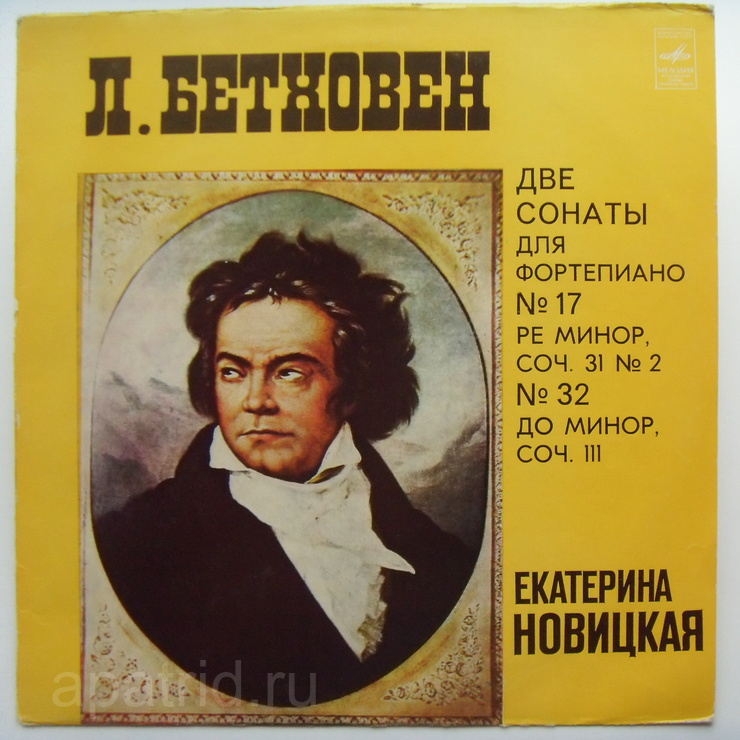 Л. БЕТХОВЕН
МЕЛОДИЯ
ДВЕ
СОНАТЫ
ДЛЯ
ФОРТЕПИАНО
№ 17
РЕ МИНОР,
СОЧ. 31 № 2
№ 32
ДО МИНОР,
СОЧ. 111
ЕКАТЕРИНА
НОВИЦКАЯ
apatrid.ru